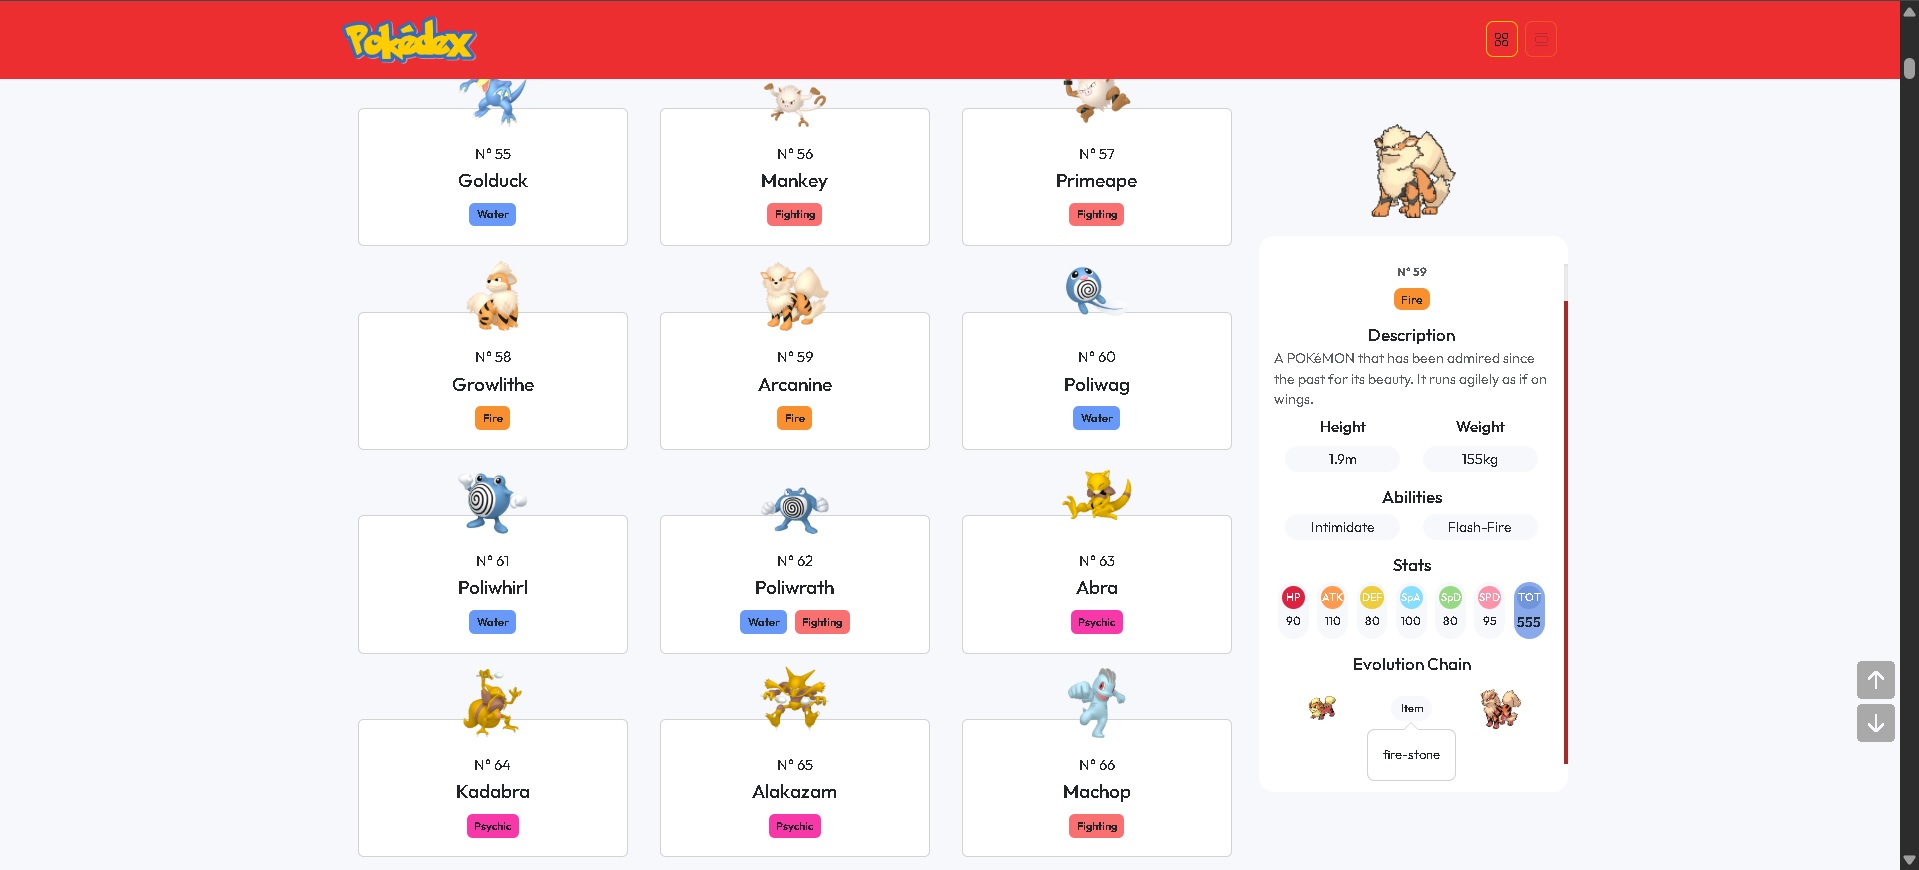 Pokédex
N° 55
Golduck
Water
N° 56
Mankey
Fighting
N° 57
Primeape
Fighting
N° 58
Growlithe
Fire
N° 59
Arcanine
Fire
N° 60
Poliwag
Water
N° 61
Poliwhirl
Water
N° 62
Poliwrath
Water Fighting
N° 63
Abra
Psychic
N° 64
Kadabra
Psychic
N° 65
Alakazam
Psychic
N° 66
Machop
Fighting
N° 59
Fire
Description
A POKéMON that has been admired since
the past for its beauty. It runs agilely as if on
wings.
Height Weight
1.9m 155kg
Abilities
Intimidate Flash-Fire
Stats
HP ATK DEF SpA SpD SPD TOT
90 110 80 100 80 95 555
Evolution Chain
Item
fire-stone